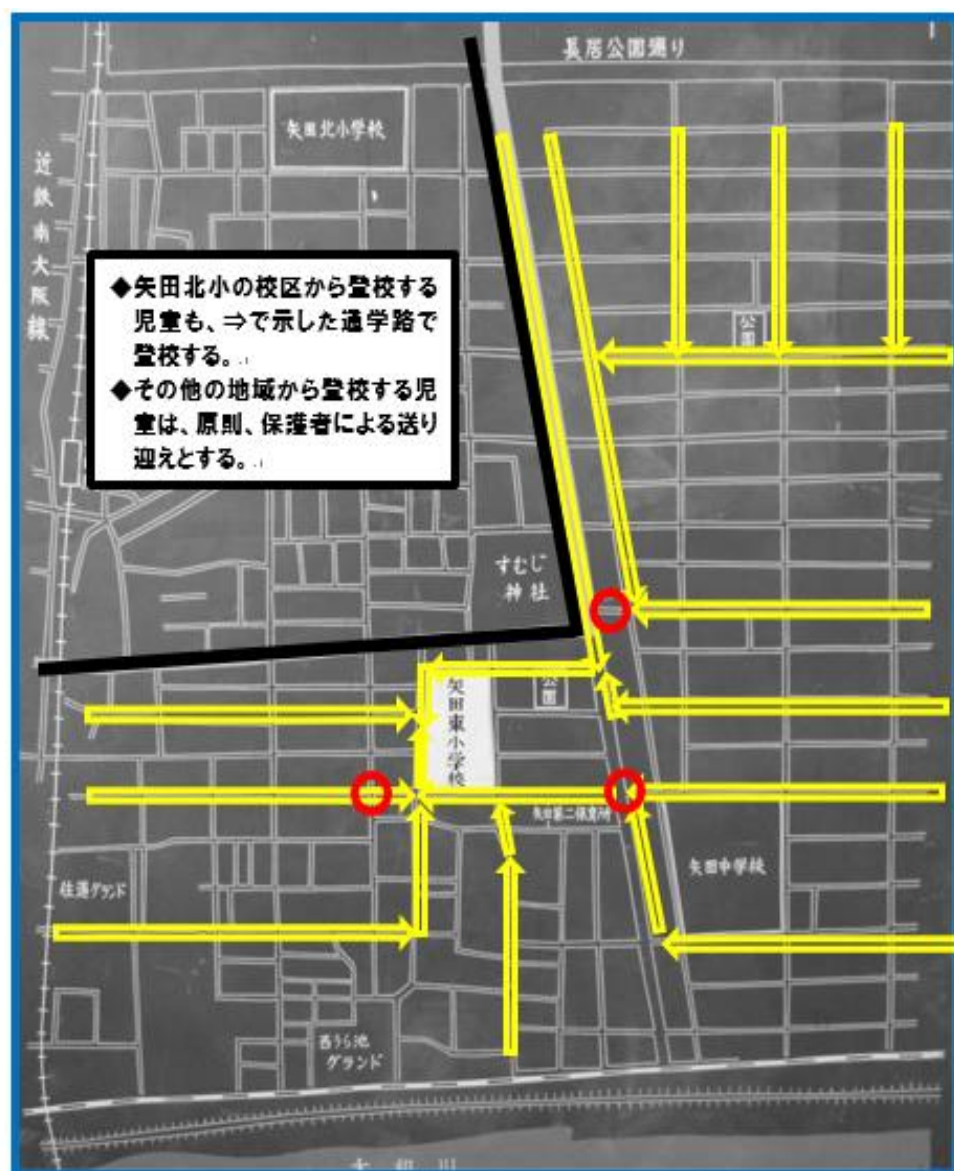 長居公園通り
矢田北小学校
近鉄南大阪線
◆矢田北小の校区から登校する
児童も、⇒で示した通学路で
登校する。
◆その他の地域から登校する児
童は、原則、保護者による送り
迎えとする。
公園
すむじ
神社
公園
矢田東小学校
矢田第二保育所
矢田中学校
住道グランド
西うら池
グランド
大和川